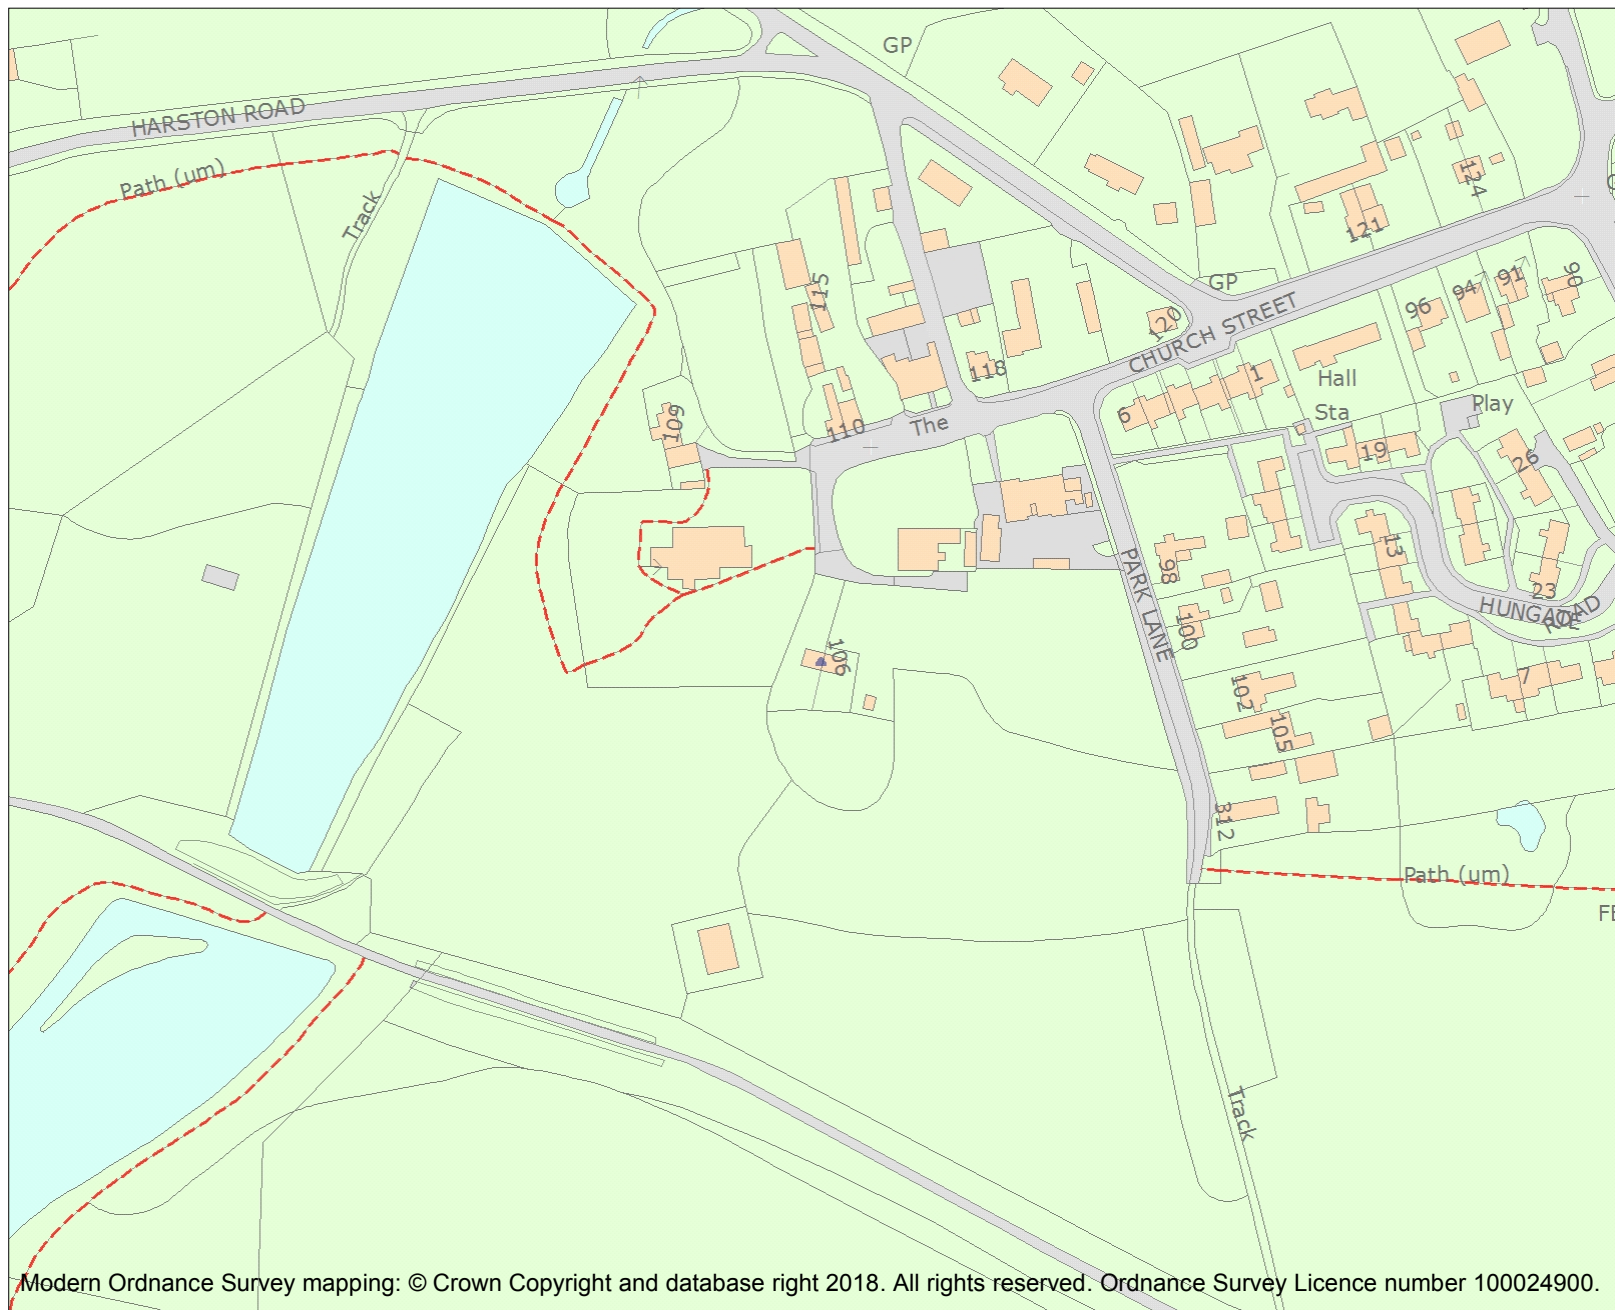 GP
HARSTON ROAD
Path (um)
Track
124
121
115
GP
90
91
94
96
120
CHURCH STREET
118
1
Hall
109
6
Sta
Play
110
The
19
26
13
PARK LANE
98
23
HUNGATE
ROAD
100
106
7
102
105
312
Path (um)
Track
Modern Ordnance Survey mapping: © Crown Copyright and database right 2018. All rights reserved. Ordnance Survey Licence number 100024900.